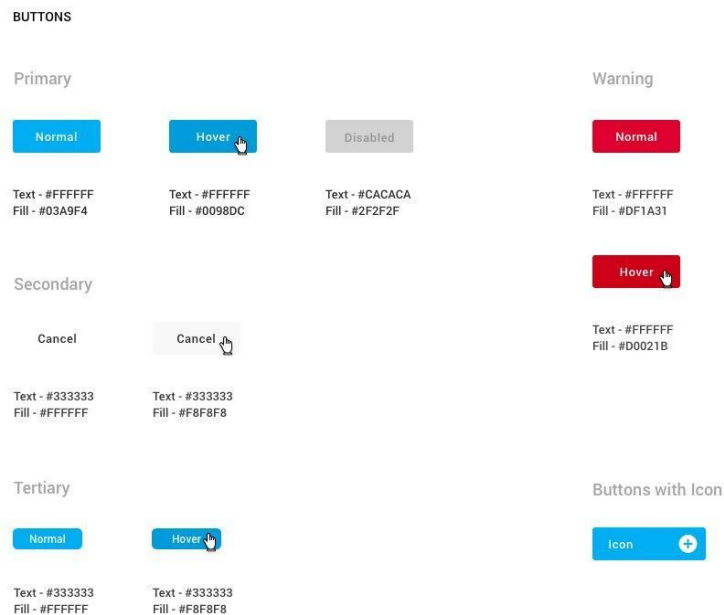 BUTTONS
Primary
Warning
Normal
Hover
Disabled
Normal
Text - #FFFFFF
Fill - #03A9F4
Text - #FFFFFF
Fill - #0098DC
Text - #CACACA
Fill - #2F2F2F
Text - #FFFFFF
Fill - #DF1A31
Hover
Text - #FFFFFF
Fill - #D0021B
Secondary
Cancel
Cancel
Text - #333333
Fill - #FFFFFF
Text - #333333
Fill - #F8F8F8
Tertiary
Normal
Hover
Text - #333333
Fill - #FFFFFF
Text - #333333
Fill - #F8F8F8
Buttons with Icon
Icon